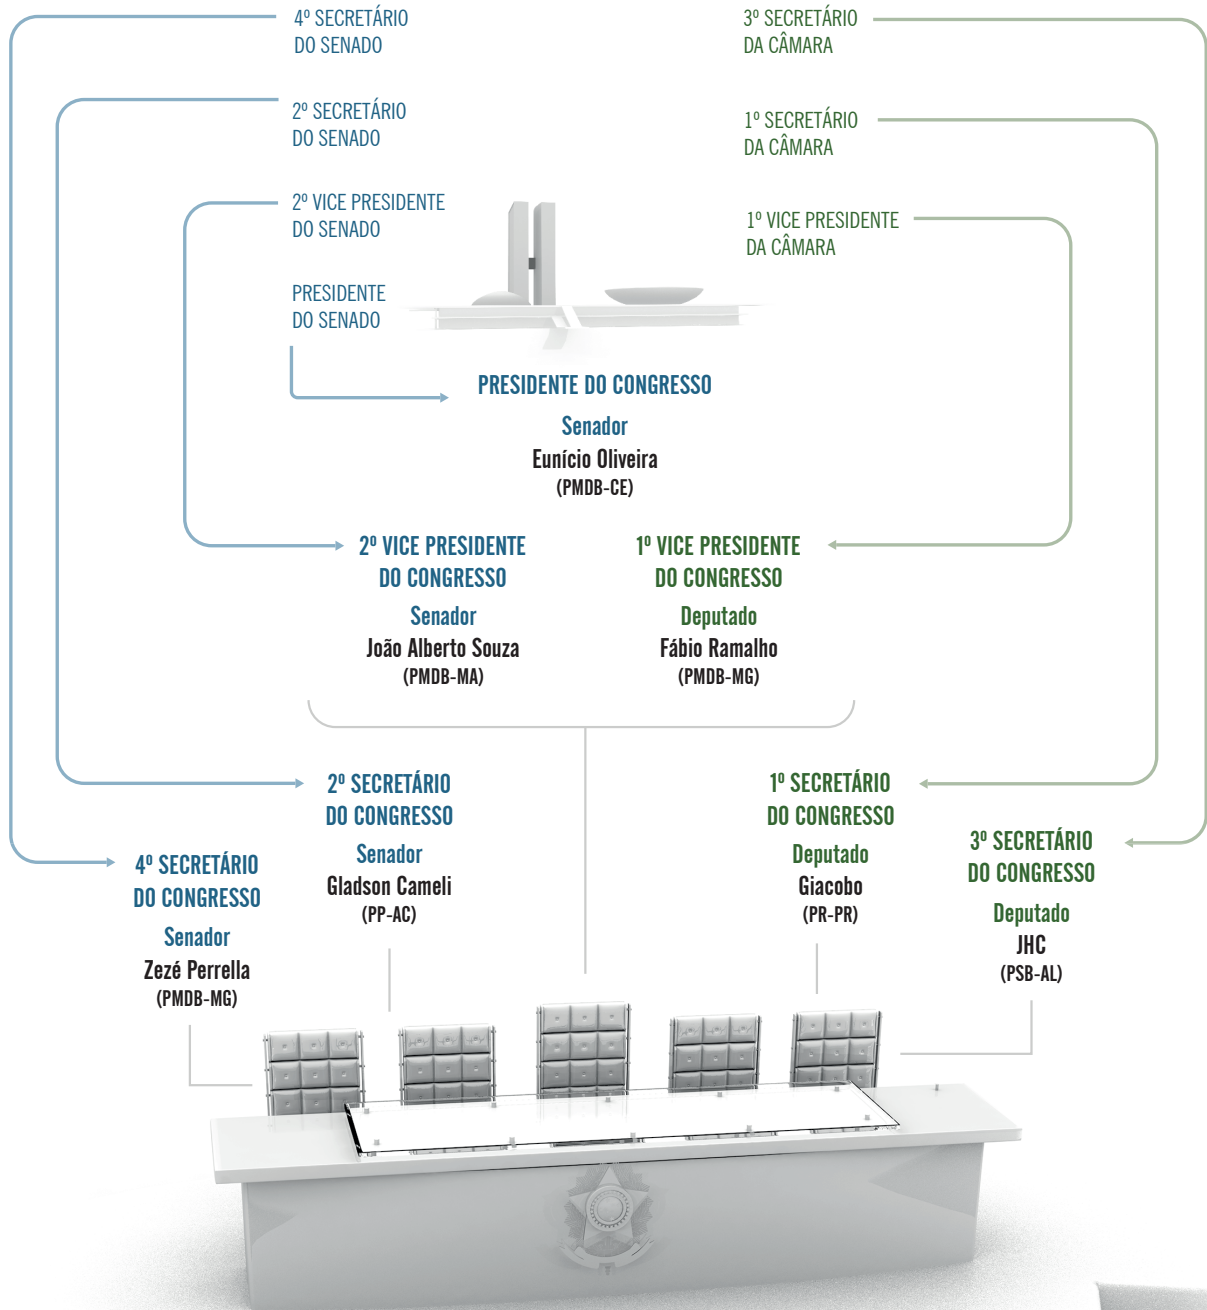 4º SECRETÁRIO
DO SENADO
2º SECRETÁRIO
DO SENADO
2º VICE PRESIDENTE
DO SENADO
PRESIDENTE
DO SENADO
3º SECRETÁRIO
DA CÂMARA
1º SECRETÁRIO
DA CÂMARA
1º VICE PRESIDENTE
DA CÂMARA
PRESIDENTE DO CONGRESSO
Senador
Eunício Oliveira
(PMDB-CE)
2º VICE PRESIDENTE
DO CONGRESSO
Senador
João Alberto Souza
(PMDB-MA)
1º VICE PRESIDENTE
DO CONGRESSO
Deputado
Fábio Ramalho
(PMDB-MG)
4º SECRETÁRIO
DO CONGRESSO
Senador
Zezé Perrella
(PMDB-MG)
2º SECRETÁRIO
DO CONGRESSO
Senador
Gladson Cameli
(PP-AC)
1º SECRETÁRIO
DO CONGRESSO
Deputado
Giacobo
(PR-PR)
3º SECRETÁRIO
DO CONGRESSO
Deputado
JHC
(PSB-AL)